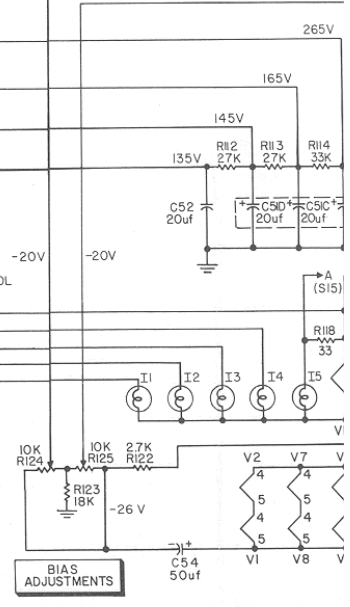 265V
165V
145V
R112 R113 R114
135V 27K 27K 33K
C52 + C51D + C51C +
20uf 20uf 20uf
-20V -20V
OL
A
(S15)
R118
33
I1 I2 I3 I4 I5
10K 10K 2.7K
R124 R125 R122
R123
18K
-26 V
V2 V7
4 4
5 5
4 4
5 5
- +
C54
50uf
V1 V8
BIAS
ADJUSTMENTS